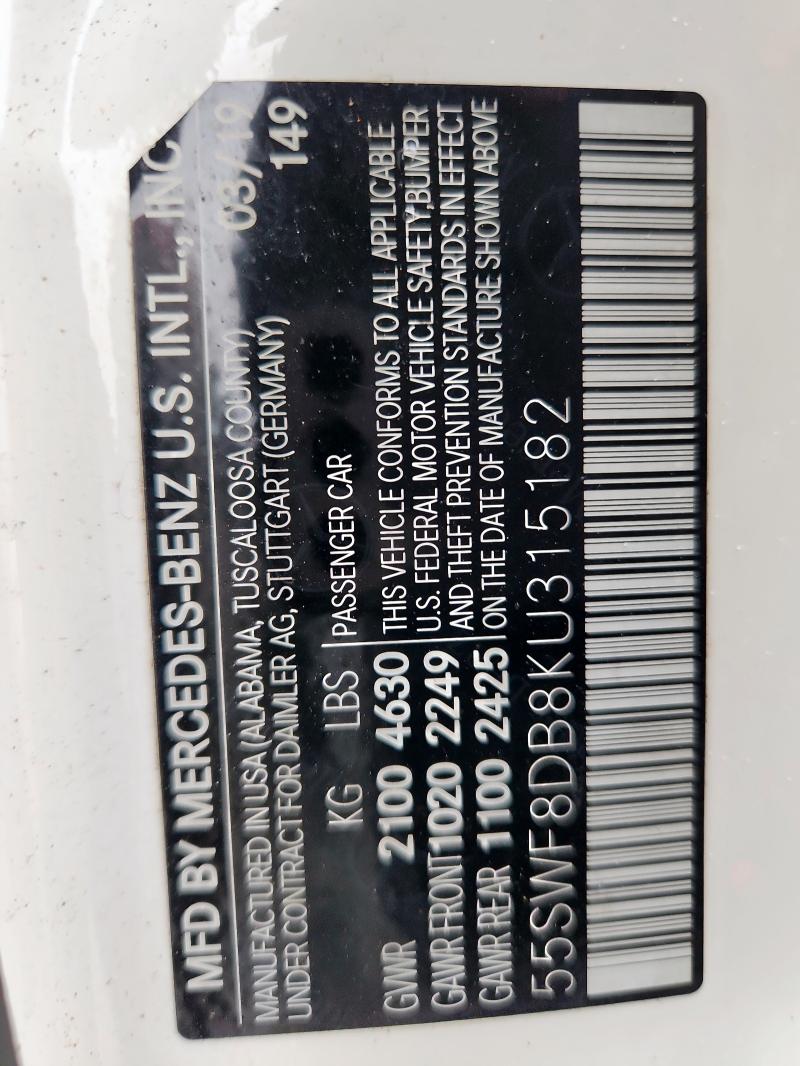 MFD BY MERCEDES-BENZ U.S. INTL., INC
MANUFACTURED IN USA (ALABAMA, TUSCALOOSA COUNTY) 03/19
UNDER CONTRACT FOR DAIMLER AG, STUTTGART (GERMANY) 149
KG LBS PASSENGER CAR
GWR 2100 4630 THIS VEHICLE CONFORMS TO ALL APPLICABLE
GAWR FRONT 1020 2249 U.S. FEDERAL MOTOR VEHICLE SAFETY, BUMPER
GAWR REAR 1100 2425 AND THEFT PREVENTION STANDARDS IN EFFECT
ON THE DATE OF MANUFACTURE SHOWN ABOVE
55SWF8DB8KU315182